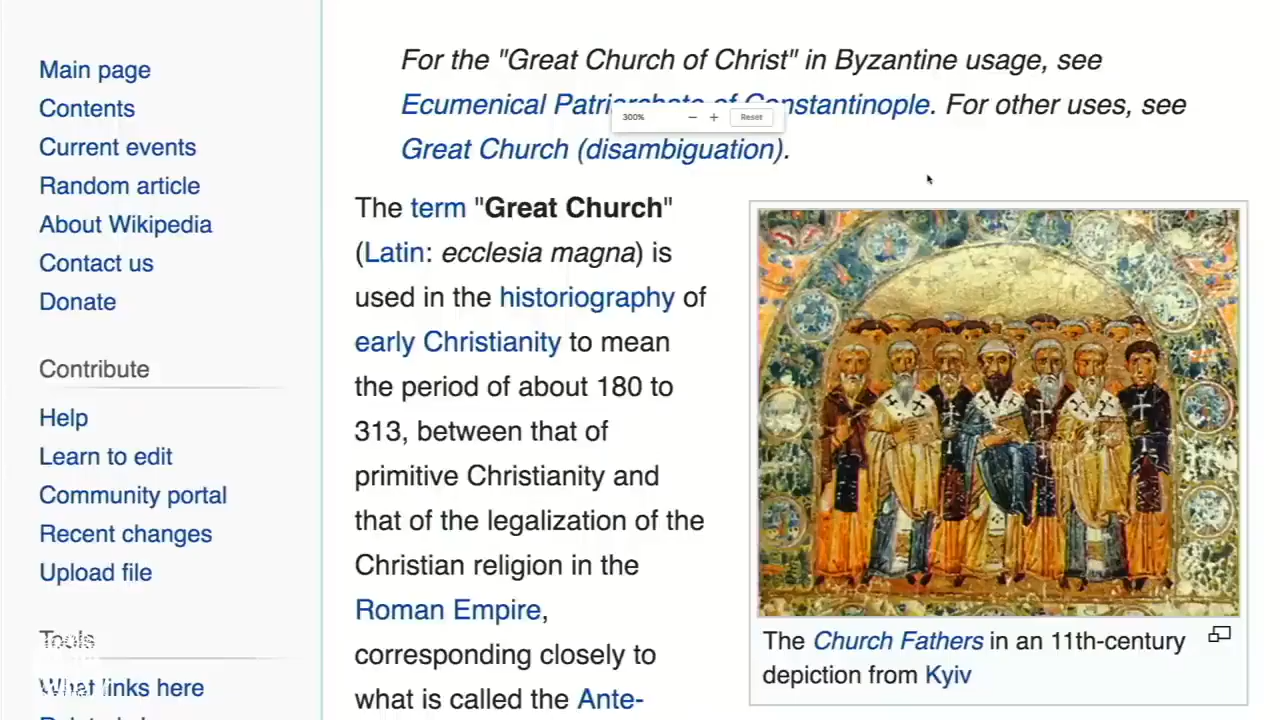 Main page
Contents
Current events
Random article
About Wikipedia
Contact us
Donate
Contribute
Help
Learn to edit
Community portal
Recent changes
Upload file
Tools
What links here
For the "Great Church of Christ" in Byzantine usage, see
Ecumenical Patriarchate of Constantinople. For other uses, see
300% − + Reset
Great Church (disambiguation).
The term "Great Church"
(Latin: ecclesia magna) is
used in the historiography of
early Christianity to mean
the period of about 180 to
313, between that of
primitive Christianity and
that of the legalization of the
Christian religion in the
Roman Empire,
corresponding closely to
what is called the Ante-
The Church Fathers in an 11th-century
depiction from Kyiv